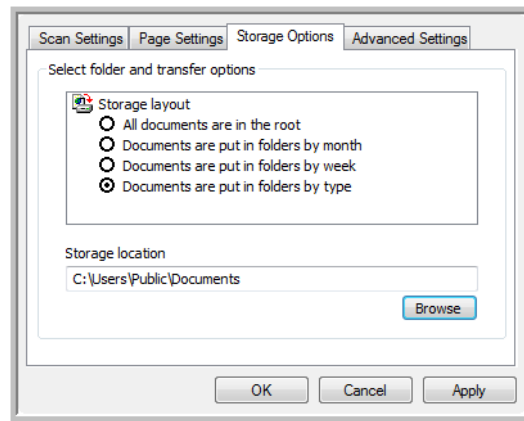 Scan Settings Page Settings Storage Options Advanced Settings
Select folder and transfer options
Storage layout
All documents are in the root
Documents are put in folders by month
Documents are put in folders by week
Documents are put in folders by type
Storage location
C:\Users\Public\Documents
Browse
OK Cancel Apply